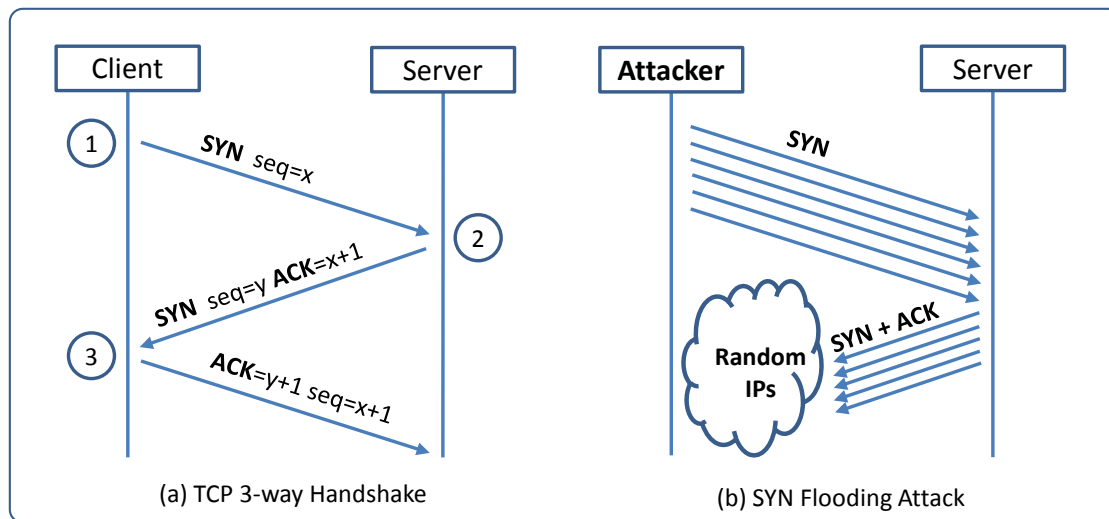 Client
Server
1
SYN seq=x
2
SYN seq=y ACK=x+1
3
ACK=y+1 seq=x+1
(a) TCP 3-way Handshake
Attacker
Server
SYN
SYN + ACK
Random
IPs
(b) SYN Flooding Attack